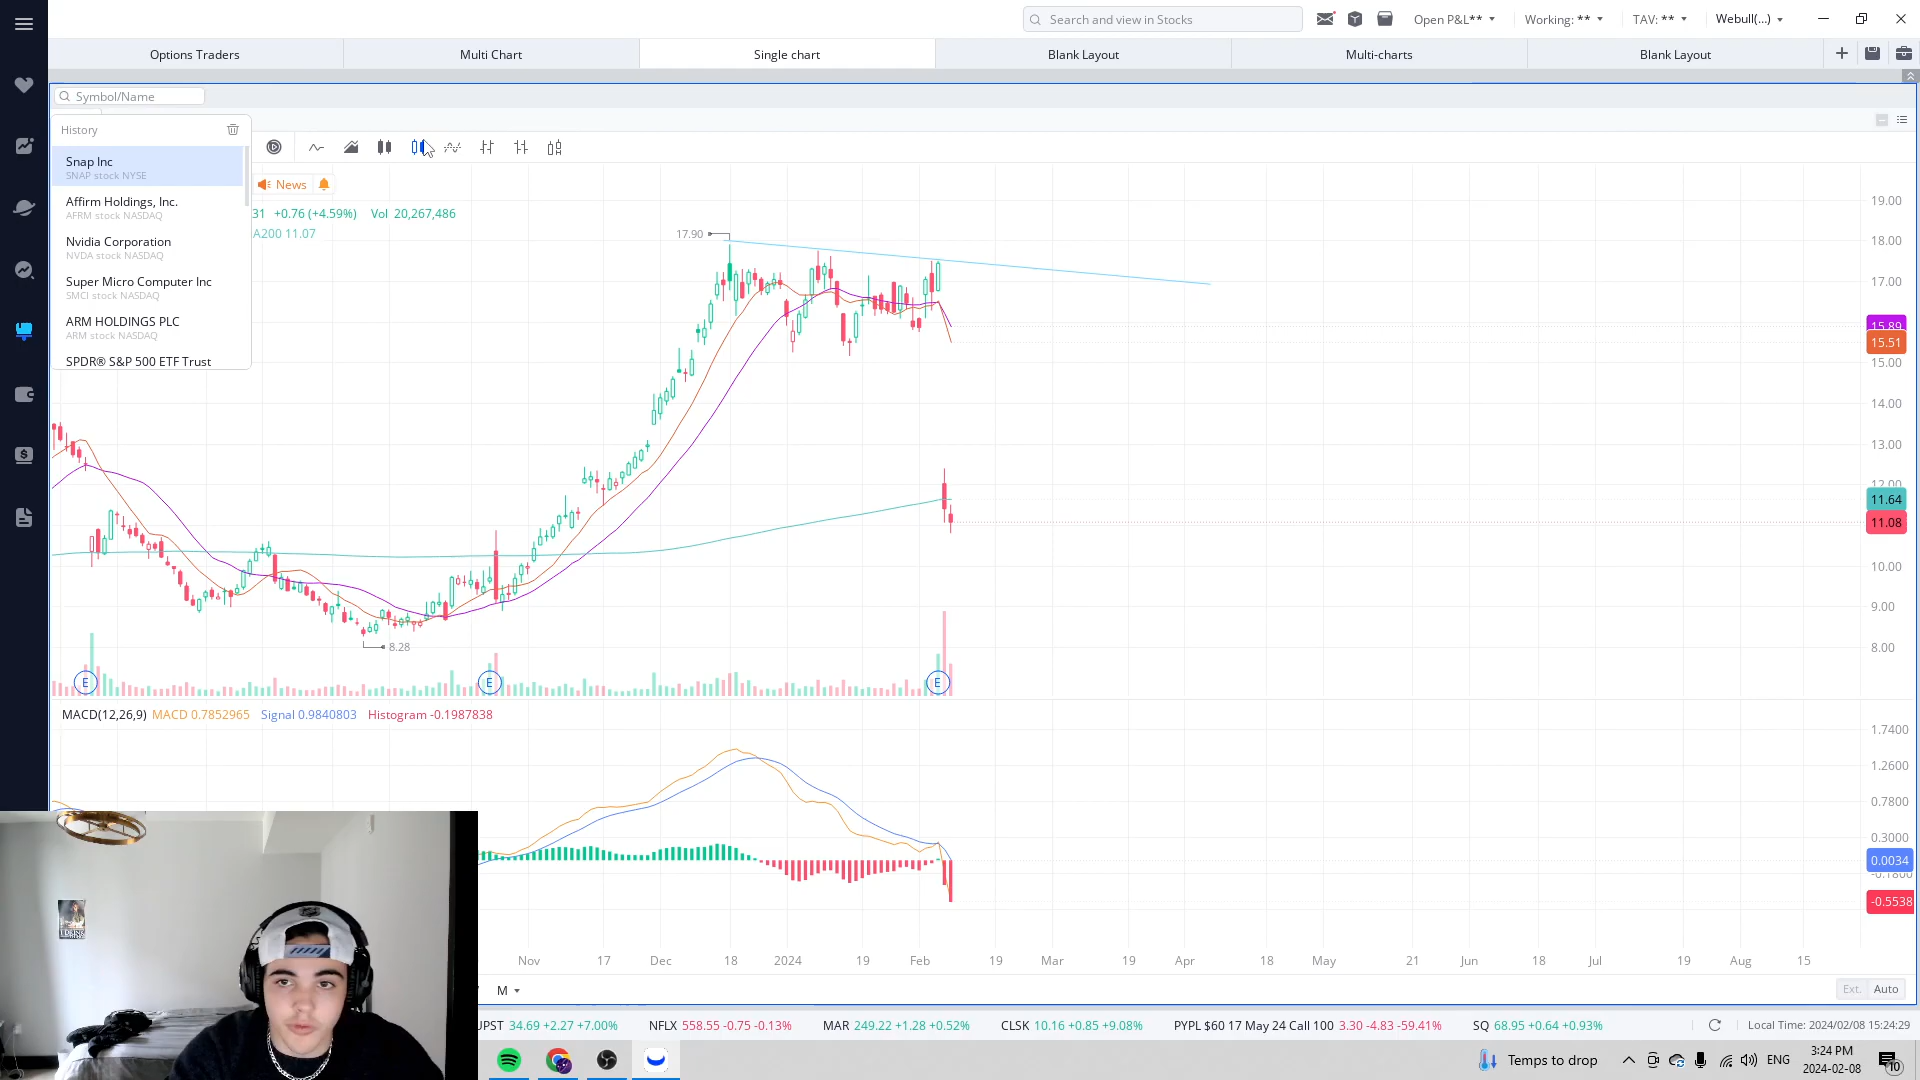 Search and view in Stocks
Open P&L**
Working: **
TAV: **
Webull(...)
Options Traders
Multi Chart
Single chart
Blank Layout
Multi-charts
Blank Layout
Symbol/Name
History
Snap Inc
SNAP stock NYSE
Affirm Holdings, Inc.
AFRM stock NASDAQ
Nvidia Corporation
NVDA stock NASDAQ
Super Micro Computer Inc
SMCI stock NASDAQ
ARM HOLDINGS PLC
ARM stock NASDAQ
SPDR® S&P 500 ETF Trust
News
31 +0.76 (+4.59%) Vol 20,267,486
A200 11.07
17.90
8.28
E
E
E
19.00
18.00
17.00
15.89
15.51
15.00
14.00
13.00
12.00
11.64
11.08
10.00
9.00
8.00
MACD(12,26,9) MACD 0.7852965 Signal 0.9840803 Histogram -0.1987838
1.7400
1.2600
0.7800
0.3000
0.0034
-0.1800
-0.5538
Nov 17 Dec 18 2024 19 Feb 19 Mar 19 Apr 18 May 21 Jun 18 Jul 19 Aug 15
M
Ext. Auto
UPST 34.69 +2.27 +7.00%
NFLX 558.55 -0.75 -0.13%
MAR 249.22 +1.28 +0.52%
CLSK 10.16 +0.85 +9.08%
PYPL $60 17 May 24 Call 100 3.30 -4.83 -59.41%
SQ 68.95 +0.64 +0.93%
Local Time: 2024/02/08 15:24:29
Temps to drop
ENG
3:24 PM
2024-02-08
10